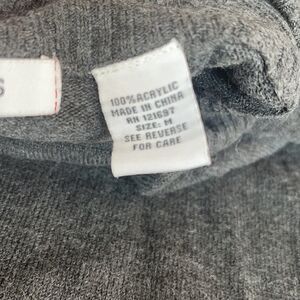 S
100% ACRYLIC
MADE IN CHINA
RN 121697
SIZE: M
SEE REVERSE
FOR CARE